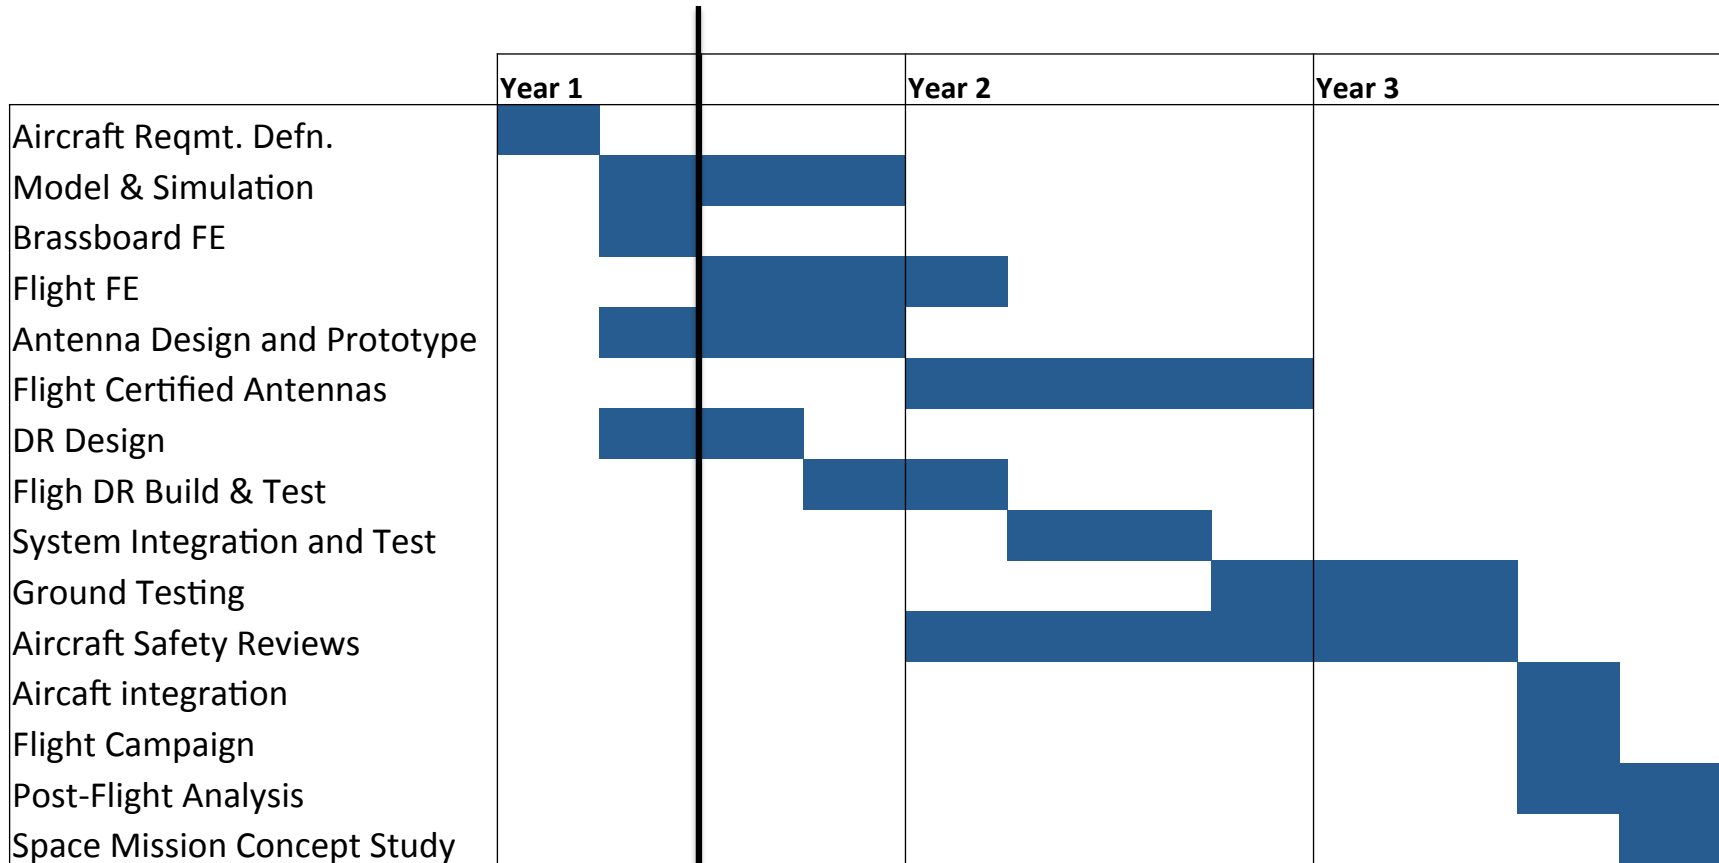 Year 1 Year 2 Year 3
Aircraft Reqmt. Defn.
Model & Simulation
Brassboard FE
Flight FE
Antenna Design and Prototype
Flight Certified Antennas
DR Design
Fligh DR Build & Test
System Integration and Test
Ground Testing
Aircraft Safety Reviews
Aircaft integration
Flight Campaign
Post-Flight Analysis
Space Mission Concept Study